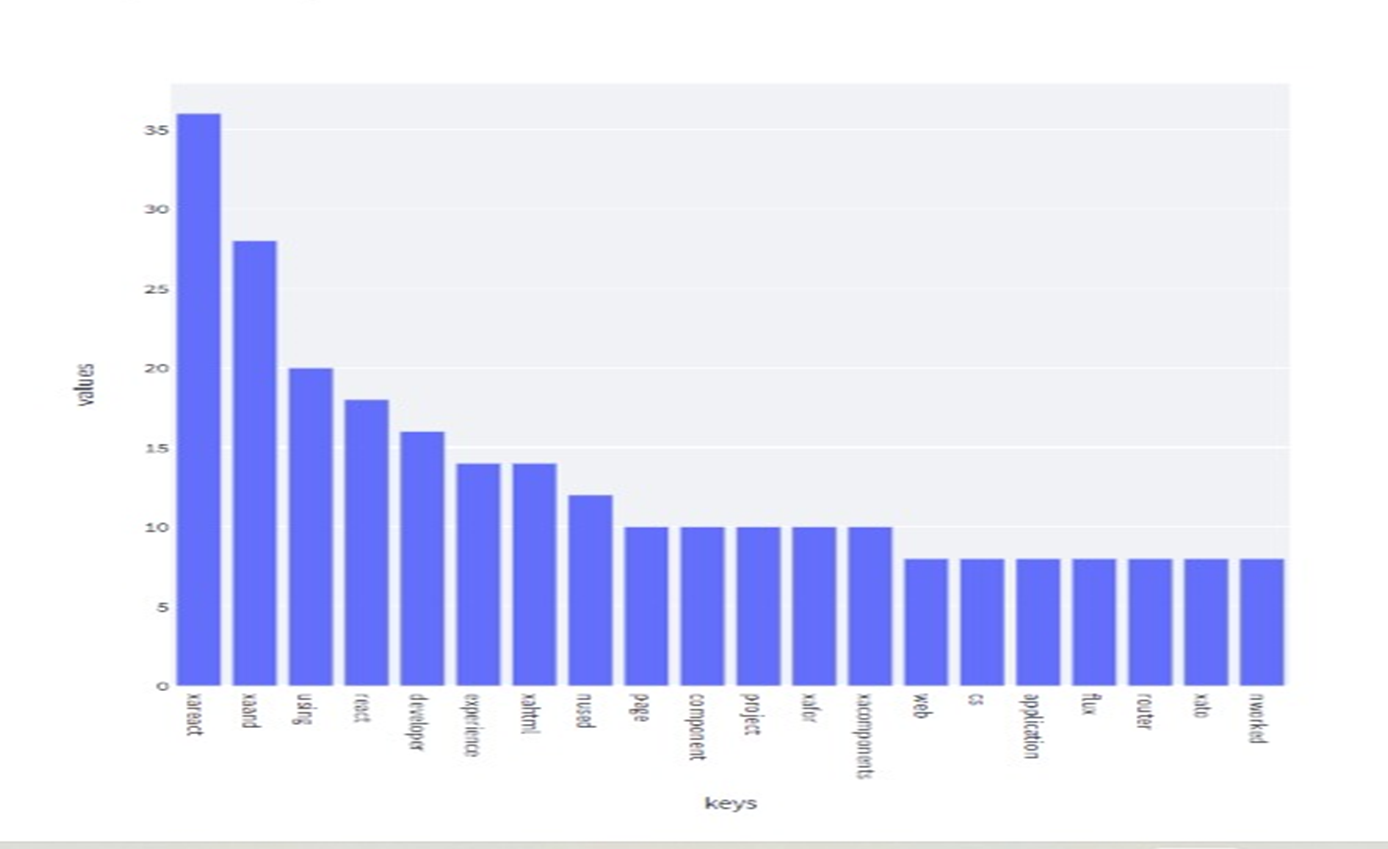 35
30
25
20
15
10
5
0
values
xareact
xaand
using
react
developer
experience
xahtml
nused
page
component
project
xafor
xacomponents
web
cs
application
flux
router
xato
nworked
keys